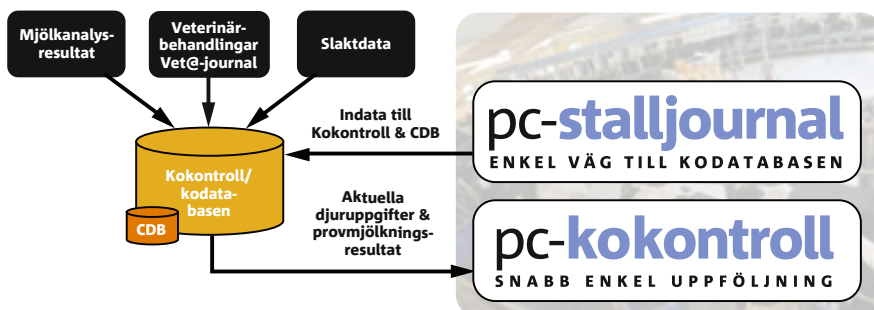 Mjölkanalys-
resultat
Veterinär-
behandlingar
Vet@-journal
Slaktdata
Indata till
Kokontroll & CDB
pc-stalljournal
ENKEL VÄG TILL KODATABASEN
Kokontroll/
kodata-
basen
CDB
Aktuella
djuruppgifter &
provmjölknings-
resultat
pc-kokontroll
SNABB ENKEL UPPFÖLJNING